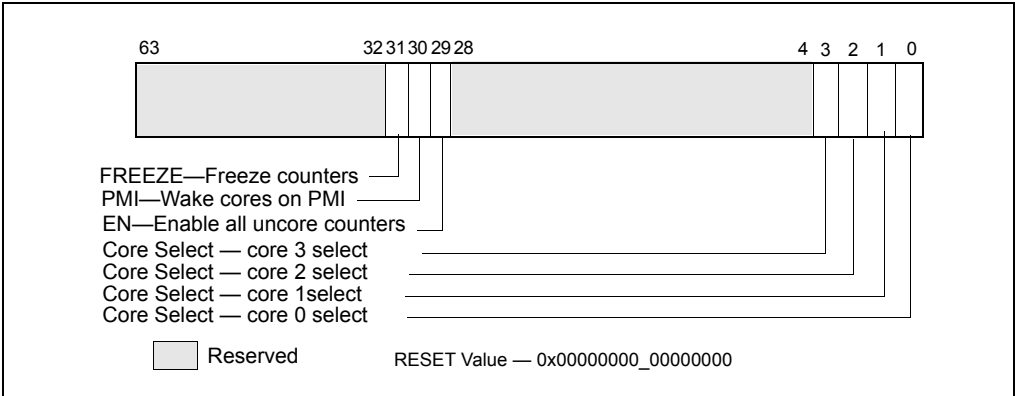 63 32 31 30 29 28 4 3 2 1 0
FREEZE—Freeze counters
PMI—Wake cores on PMI
EN—Enable all uncore counters
Core Select — core 3 select
Core Select — core 2 select
Core Select — core 1select
Core Select — core 0 select
Reserved RESET Value — 0x00000000_00000000